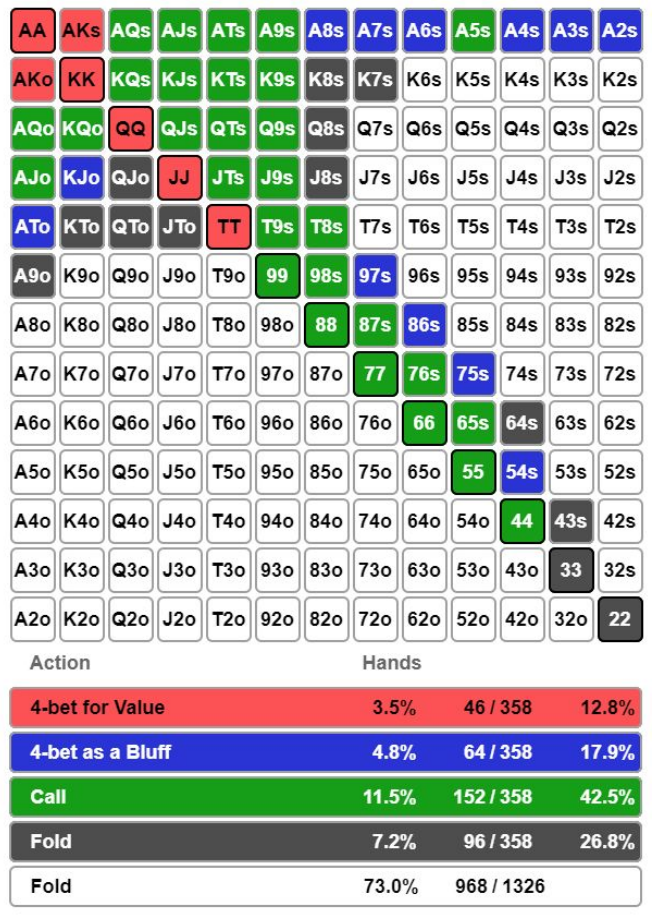 AA AKs AQs AJs ATs A9s A8s A7s A6s A5s A4s A3s A2s
AKo KK KQs KJs KTs K9s K8s K7s K6s K5s K4s K3s K2s
AQo KQo QQ QJs QTs Q9s Q8s Q7s Q6s Q5s Q4s Q3s Q2s
AJo KJo QJo JJ JTs J9s J8s J7s J6s J5s J4s J3s J2s
ATo KTo QTo JTo TT T9s T8s T7s T6s T5s T4s T3s T2s
A9o K9o Q9o J9o T9o 99 98s 97s 96s 95s 94s 93s 92s
A8o K8o Q8o J8o T8o 98o 88 87s 86s 85s 84s 83s 82s
A7o K7o Q7o J7o T7o 97o 87o 77 76s 75s 74s 73s 72s
A6o K6o Q6o J6o T6o 96o 86o 76o 66 65s 64s 63s 62s
A5o K5o Q5o J5o T5o 95o 85o 75o 65o 55 54s 53s 52s
A4o K4o Q4o J4o T4o 94o 84o 74o 64o 54o 44 43s 42s
A3o K3o Q3o J3o T3o 93o 83o 73o 63o 53o 43o 33 32s
A2o K2o Q2o J2o T2o 92o 82o 72o 62o 52o 42o 32o 22
Action Hands
4-bet for Value 3.5% 46 / 358 12.8%
4-bet as a Bluff 4.8% 64 / 358 17.9%
Call 11.5% 152 / 358 42.5%
Fold 7.2% 96 / 358 26.8%
Fold 73.0% 968 / 1326